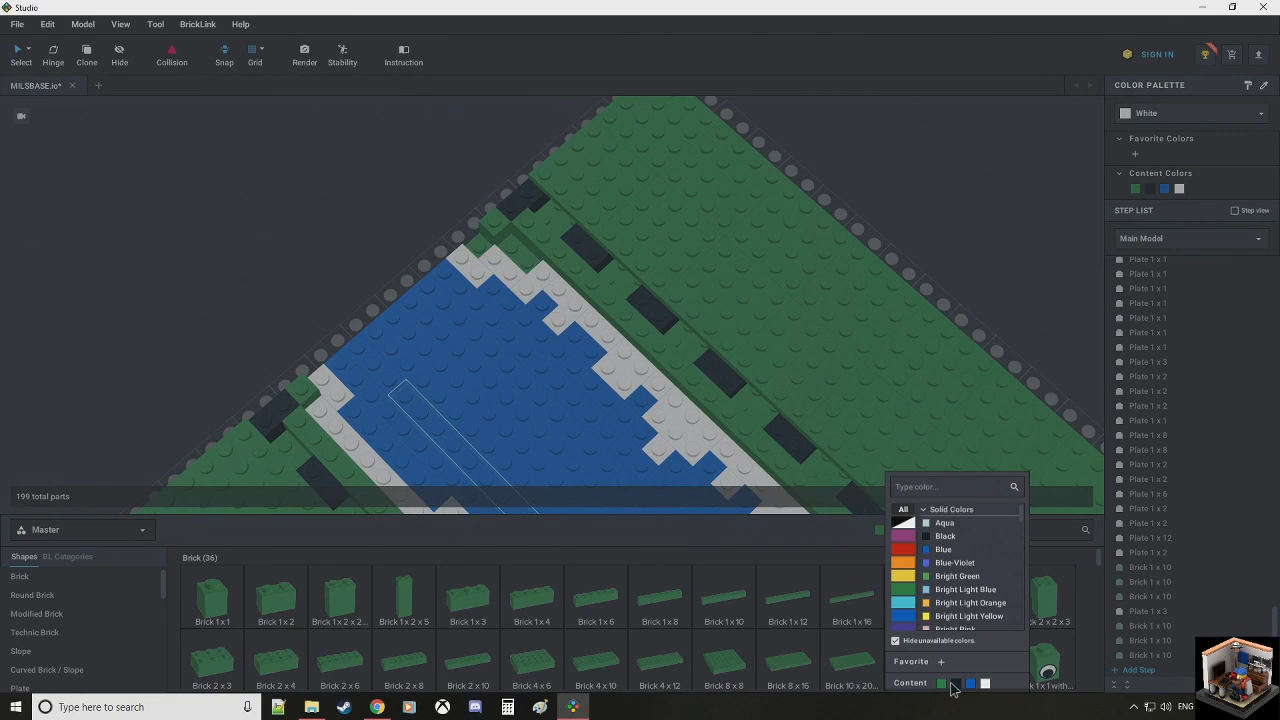 Studio
File Edit Model View Tool BrickLink Help
Select Hinge Clone Hide Collision Snap Grid Render Stability Instruction
SIGN IN
MILSBASE.io*
COLOR PALETTE
White
Favorite Colors
Content Colors
STEP LIST
Step view
Main Model
Plate 1 x 1
Plate 1 x 1
Plate 1 x 1
Plate 1 x 1
Plate 1 x 1
Plate 1 x 1
Plate 1 x 1
Plate 1 x 3
Plate 1 x 2
Plate 1 x 2
Plate 1 x 2
Plate 1 x 1
Plate 1 x 8
Plate 1 x 8
Plate 1 x 2
Plate 1 x 2
Plate 1 x 2
Plate 1 x 2
Plate 1 x 2
Plate 1 x 12
Plate 1 x 2
Brick 1 x 10
Brick 1 x 10
Brick 1 x 10
Plate 1 x 3
Brick 1 x 10
Brick 1 x 10
Brick 1 x 10
Add Step
199 total parts
Master
Shapes BL Categories
Brick
Round Brick
Modified Brick
Technic Brick
Slope
Curved Brick / Slope
Plate
Brick (36)
Brick 1 x 1 Brick 1 x 2 Brick 1 x 2 x 2 Brick 1 x 2 x 5 Brick 1 x 3 Brick 1 x 4 Brick 1 x 6 Brick 1 x 8 Brick 1 x 10 Brick 1 x 12 Brick 1 x 16
Brick 2 x 3 Brick 2 x 4 Brick 2 x 6 Brick 2 x 8 Brick 2 x 10 Brick 4 x 6 Brick 4 x 10 Brick 4 x 12 Brick 8 x 8 Brick 8 x 16 Brick 10 x 20...
Type color...
All Solid Colors
Aqua
Black
Blue
Blue-Violet
Bright Green
Bright Light Blue
Bright Light Orange
Bright Light Yellow
Bright Pink
Hide unavailable colors.
Favorite
Content
Type here to search
ENG